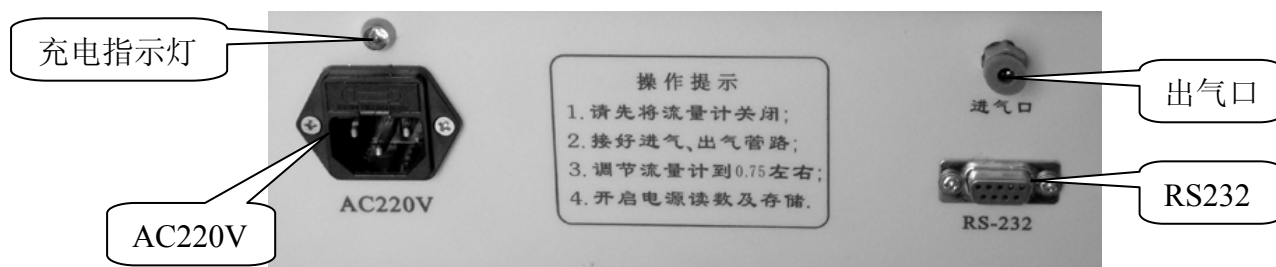 充电指示灯
操作提示
1.请先将流量计关闭;
2.接好进气、出气管路;
3.调节流量计到0.75左右;
4.开启电源读数及存储.
进气口
出气口
AC220V
AC220V
RS-232
RS232